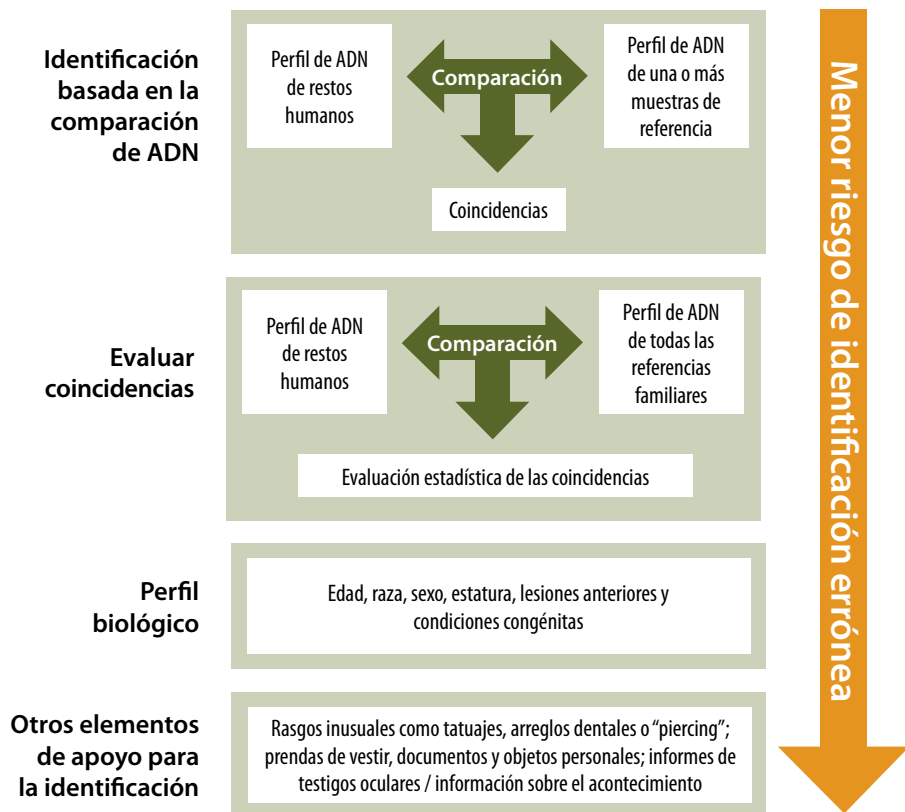 Identificación
basada en la
comparación
de ADN
Perfil de ADN
de restos
humanos
Comparación
Perfil de ADN
de una o más
muestras de
referencia
Coincidencias
Evaluar
coincidencias
Perfil de ADN
de restos
humanos
Comparación
Perfil de ADN
de todas las
referencias
familiares
Evaluación estadística de las coincidencias
Perfil
biológico
Edad, raza, sexo, estatura, lesiones anteriores y
condiciones congénitas
Otros elementos
de apoyo para
la identificación
Rasgos inusuales como tatuajes, arreglos dentales o “piercing”;
prendas de vestir, documentos y objetos personales; informes de
testigos oculares / información sobre el acontecimiento
Menor riesgo de identificación errónea